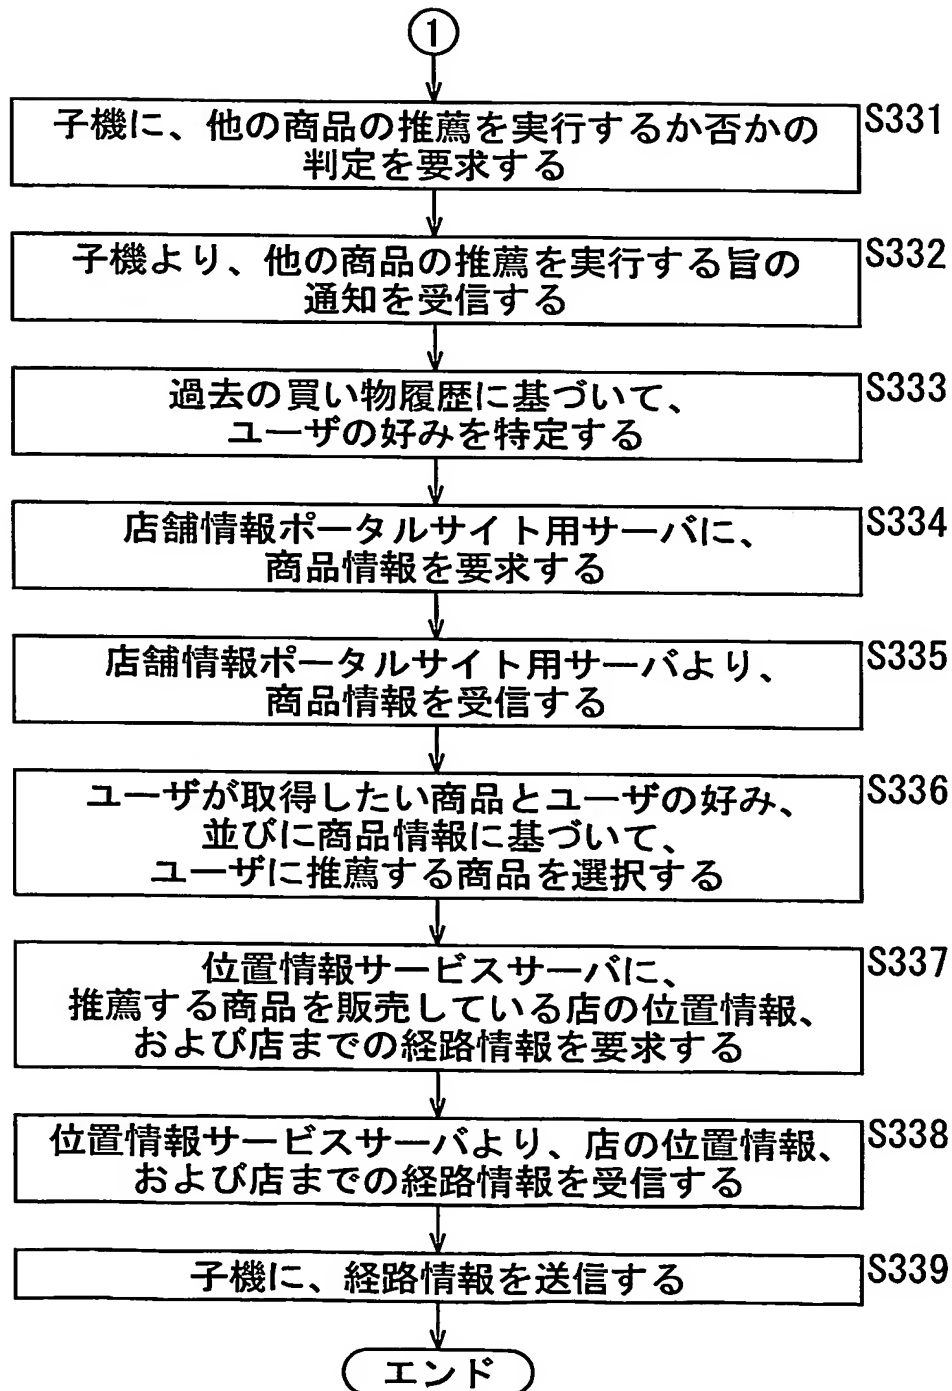 1
子機に、他の商品の推薦を実行するか否かの
判定を要求する
S331
子機より、他の商品の推薦を実行する旨の
通知を受信する
S332
過去の買い物履歴に基づいて、
ユーザの好みを特定する
S333
店舗情報ポータルサイト用サーバに、
商品情報を要求する
S334
店舗情報ポータルサイト用サーバより、
商品情報を受信する
S335
ユーザが取得したい商品とユーザの好み、
並びに商品情報に基づいて、
ユーザに推薦する商品を選択する
S336
位置情報サービスサーバに、
推薦する商品を販売している店の位置情報、
および店までの経路情報を要求する
S337
位置情報サービスサーバより、店の位置情報、
および店までの経路情報を受信する
S338
子機に、経路情報を送信する
S339
エンド